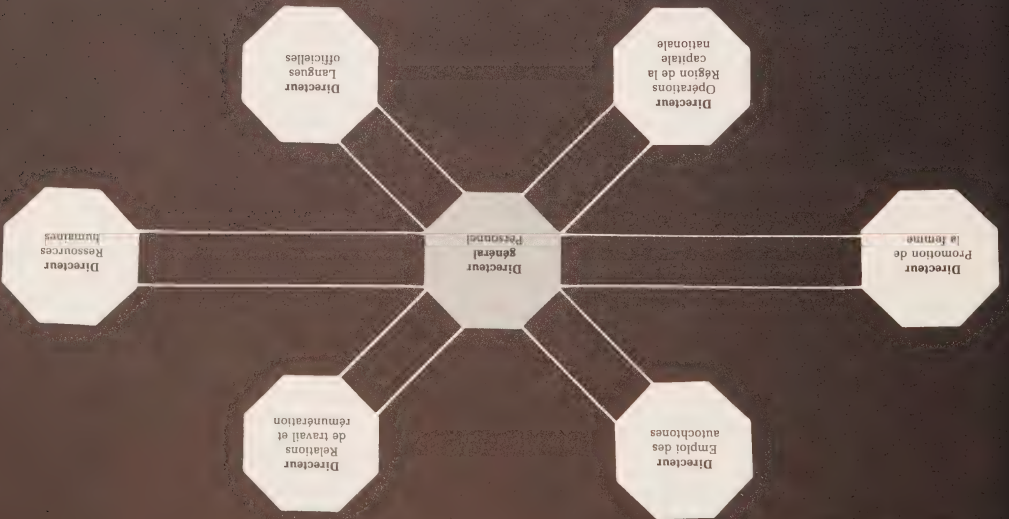 Directeur
Emploi des
autochtones
Directeur
Relations
de travail et
rémunération
Directeur
Promotion de
la femme
Directeur
général
Personnel
Directeur
Ressources
humaines
Directeur
Opérations
Région de la
capitale
nationale
Directeur
Langues
officielles